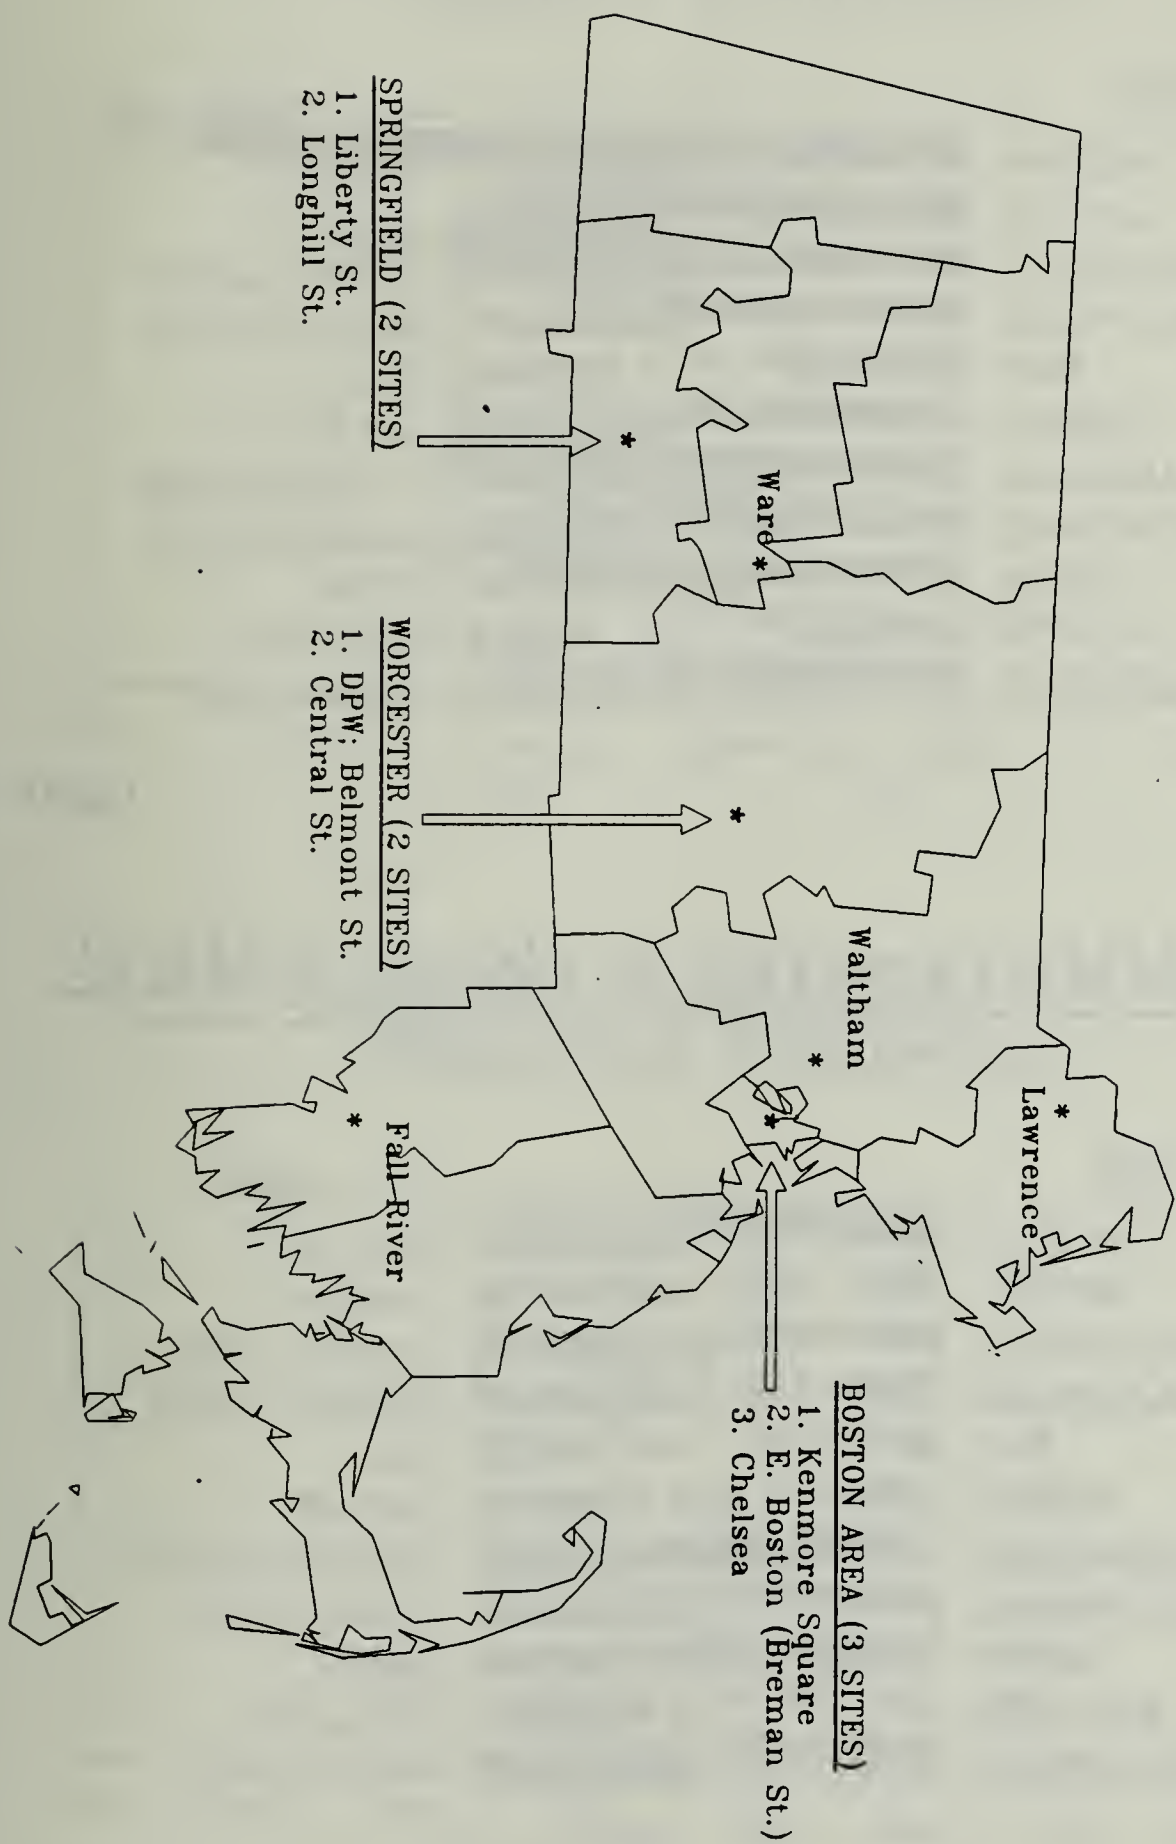 Lawrence
*
Waltham
*
Ware
*
*
*
*
Fall River
*
BOSTON AREA (3 SITES)
1. Kenmore Square
2. E. Boston (Breman St.)
3. Chelsea
SPRINGFIELD (2 SITES)
1. Liberty St.
2. Longhill St.
WORCESTER (2 SITES)
1. DPW; Belmont St.
2. Central St.